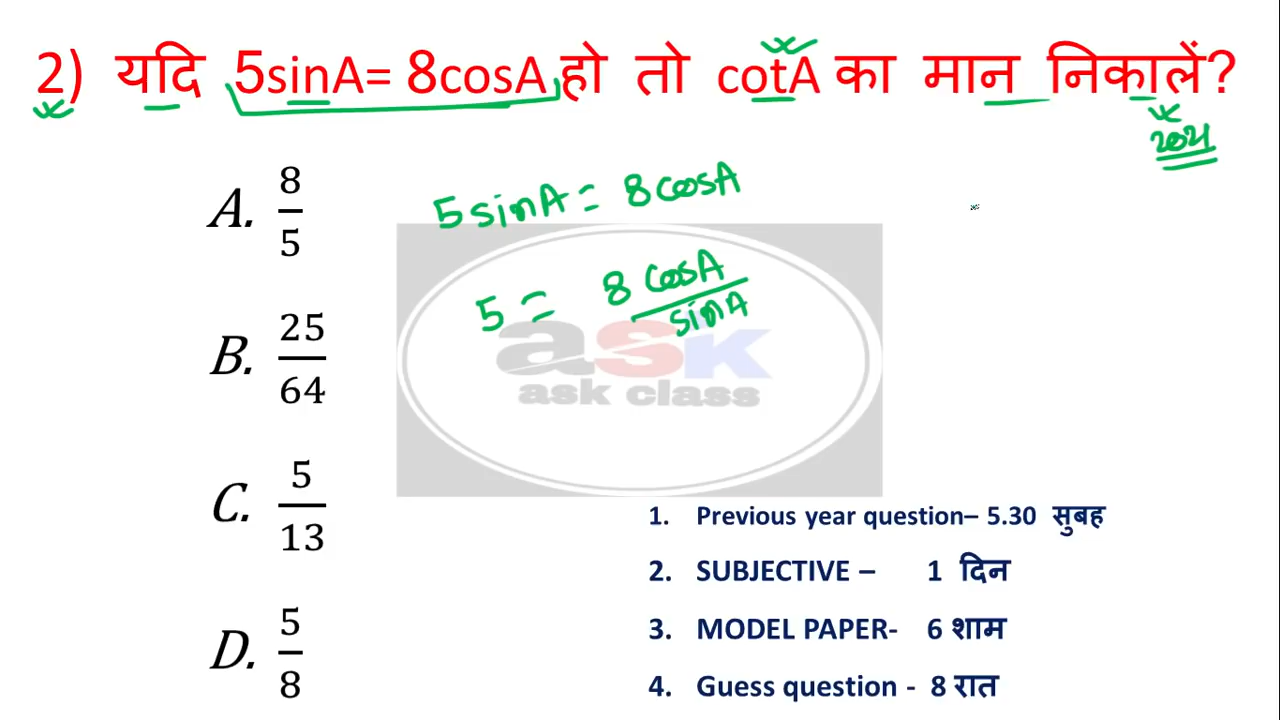 2) यदि 5sinA= 8cosA हो तो cotA का मान निकालें?
2021
A. 8/5
5sinA = 8cosA
5 = 8 cosA/sinA
B. 25/64
ask
ask class
C. 5/13
1. Previous year question– 5.30 सुबह
2. SUBJECTIVE – 1 दिन
3. MODEL PAPER- 6 शाम
D. 5/8
4. Guess question - 8 रात